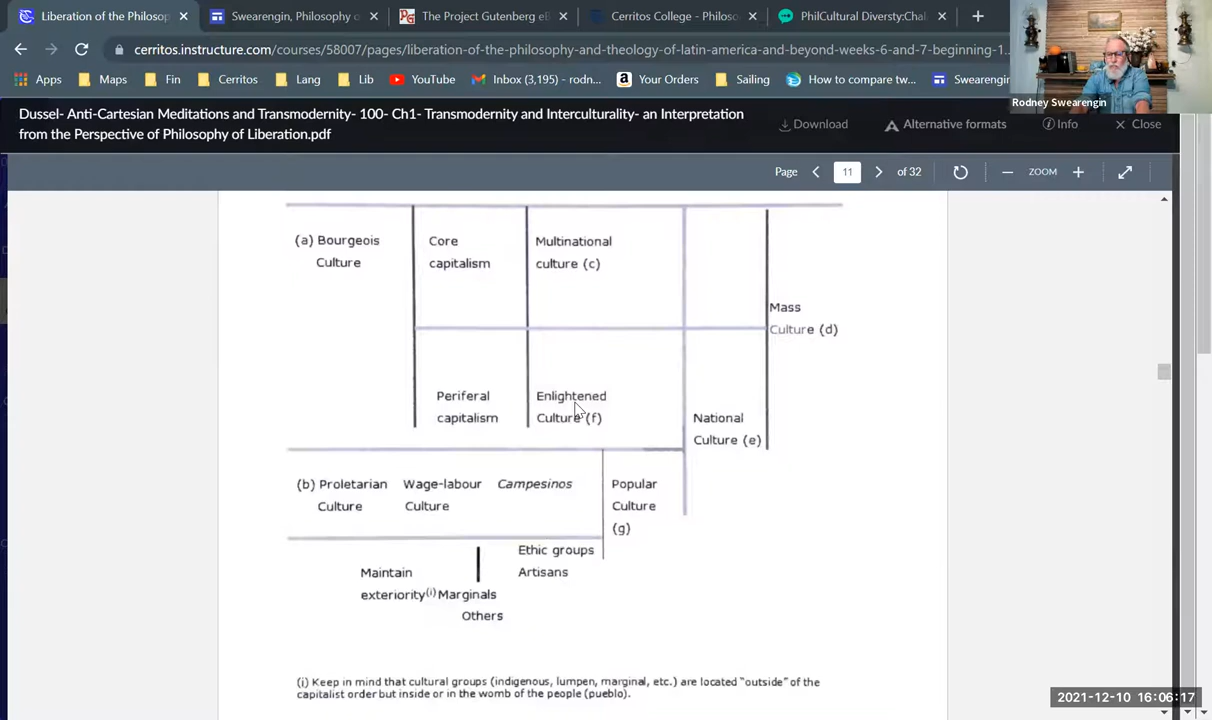 Liberation of the Philosop
Swearengin, Philosophy o
The Project Gutenberg eB
Cerritos College - Philoso
PhilCultural Diversty:Chal
cerritos.instructure.com/courses/58007/pages/liberation-of-the-philosophy-and-theology-of-latin-america-and-beyond-weeks-6-and-7-beginning-1...
Apps
Maps
Fin
Cerritos
Lang
Lib
YouTube
Inbox (3,195) - rodn...
Your Orders
Sailing
How to compare tw...
Swearengin
Rodney Swearengin
Dussel- Anti-Cartesian Meditations and Transmodernity- 100- Ch1- Transmodernity and Interculturality- an Interpretation
from the Perspective of Philosophy of Liberation.pdf
Download
Alternative formats
Info
Close
Page 11 of 32
ZOOM
(a) Bourgeois
Culture
Core
capitalism
Multinational
culture (c)
Mass
Culture (d)
Periferal
capitalism
Enlightened
Culture (f)
National
Culture (e)
(b) Proletarian
Culture
Wage-labour
Culture
Campesinos
Popular
Culture
(g)
Ethic groups
Artisans
Maintain
exteriority(i) Marginals
Others
(i) Keep in mind that cultural groups (indigenous, lumpen, marginal, etc.) are located "outside" of the
capitalist order but inside or in the womb of the people (pueblo).
2021-12-10 16:06:17